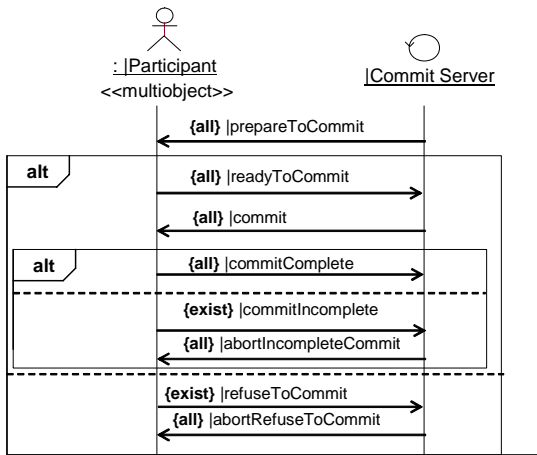 : |Participant
<<multiobject>>
|Commit Server
{all} |prepareToCommit
alt
{all} |readyToCommit
{all} |commit
alt
{all} |commitComplete
{exist} |commitIncomplete
{all} |abortIncompleteCommit
{exist} |refuseToCommit
{all} |abortRefuseToCommit